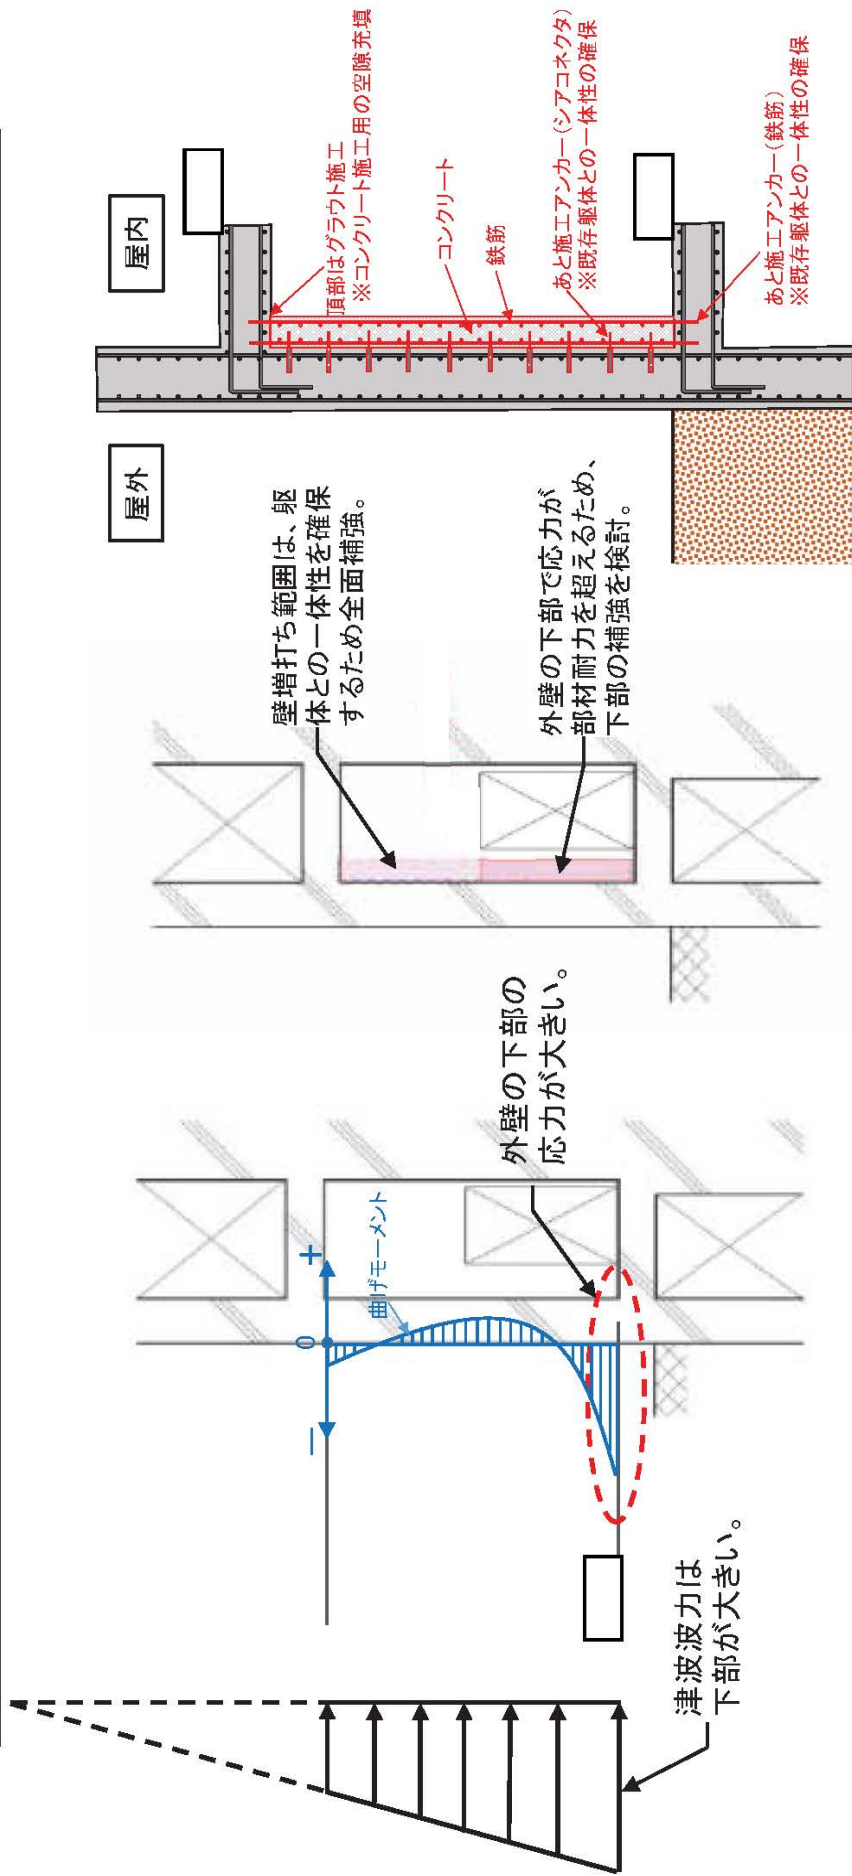 津波波力は
下部が大きい。
−
0
+
曲げモーメント
外壁の下部の
応力が大きい。
壁増打ち範囲は、躯
体との一体性を確保
するため全面補強。
外壁の下部で応力が
部材耐力を超えるため、
下部の補強を検討。
屋外
屋内
頂部はグラウト施工
※コンクリート施工用の空隙充填
コンクリート
鉄筋
あと施工アンカー(シアコネクタ)
※既存躯体との一体性の確保
あと施工アンカー(鉄筋)
※既存躯体との一体性の確保